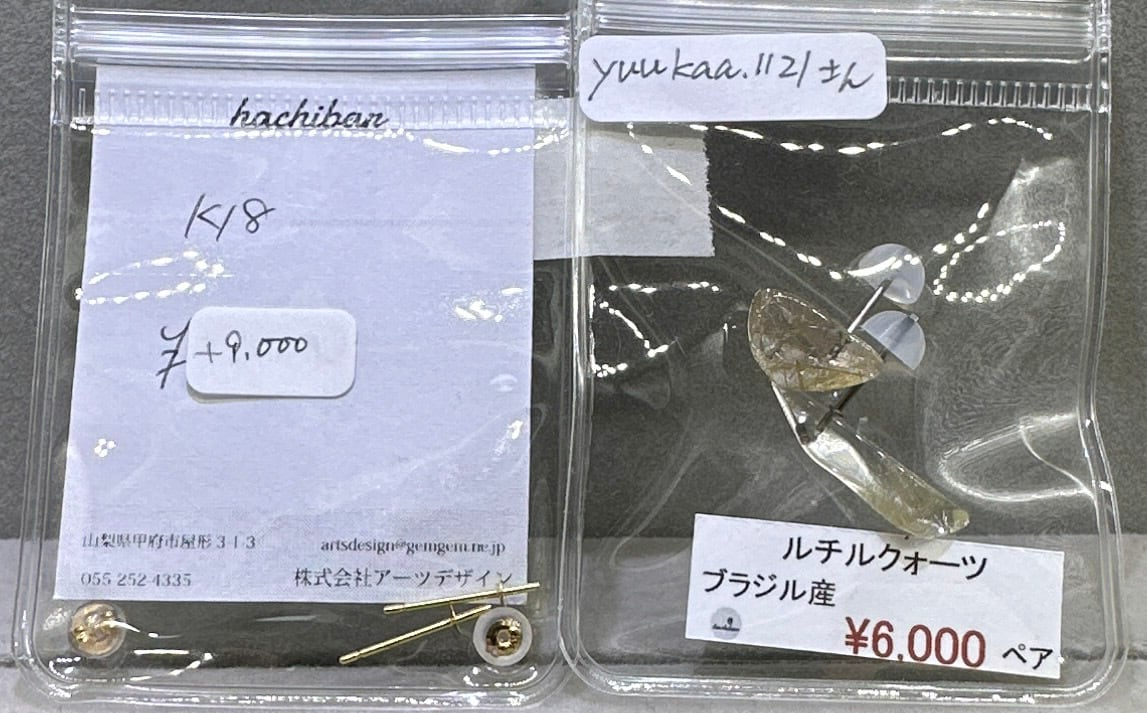 hachiban
K18
+9,000
山梨県甲府市屋形3-1-3
artsdesign@gemgem.ne.jp
055 252 4335
株式会社アーツデザイン
yuukaa.1121さん
ルチルクォーツ
ブラジル産
¥6,000 ペア